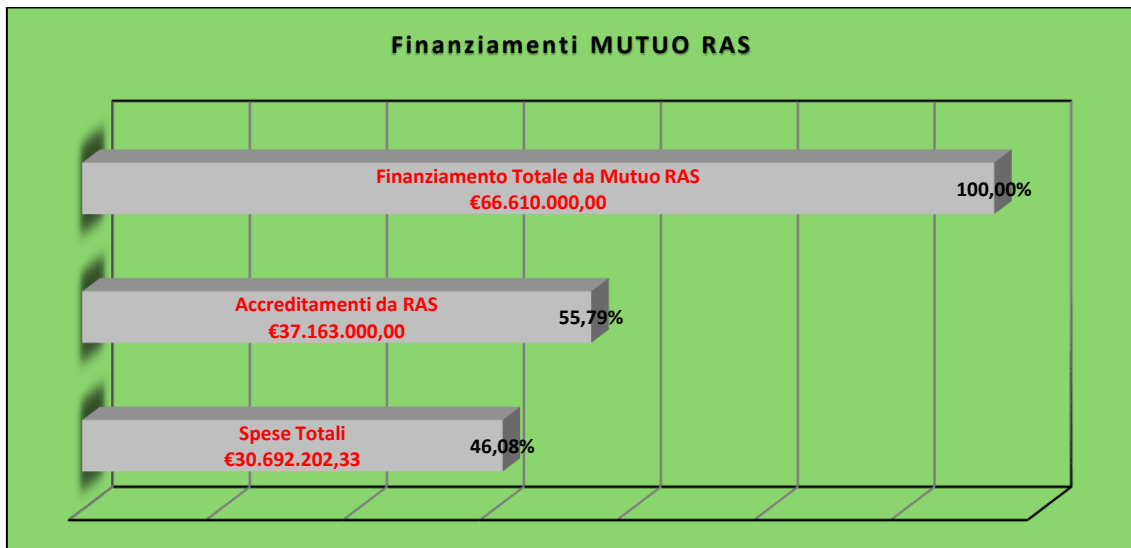 Finanziamenti MUTUO RAS
Finanziamento Totale da Mutuo RAS
€66.610.000,00
100,00%
Accreditamenti da RAS
€37.163.000,00
55,79%
Spese Totali
€30.692.202,33
46,08%